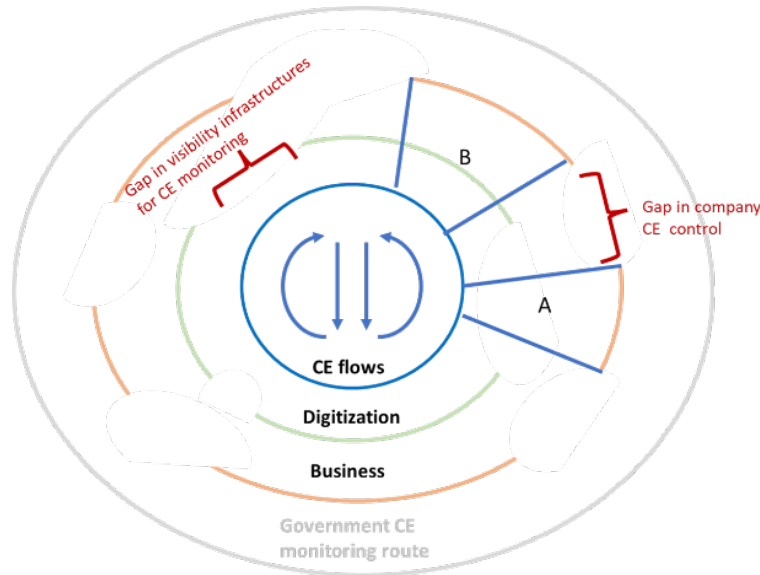 Gap in visibility infrastructures
for CE monitoring
B
Gap in company
CE control
A
CE flows
Digitization
Business
Government CE
monitoring route